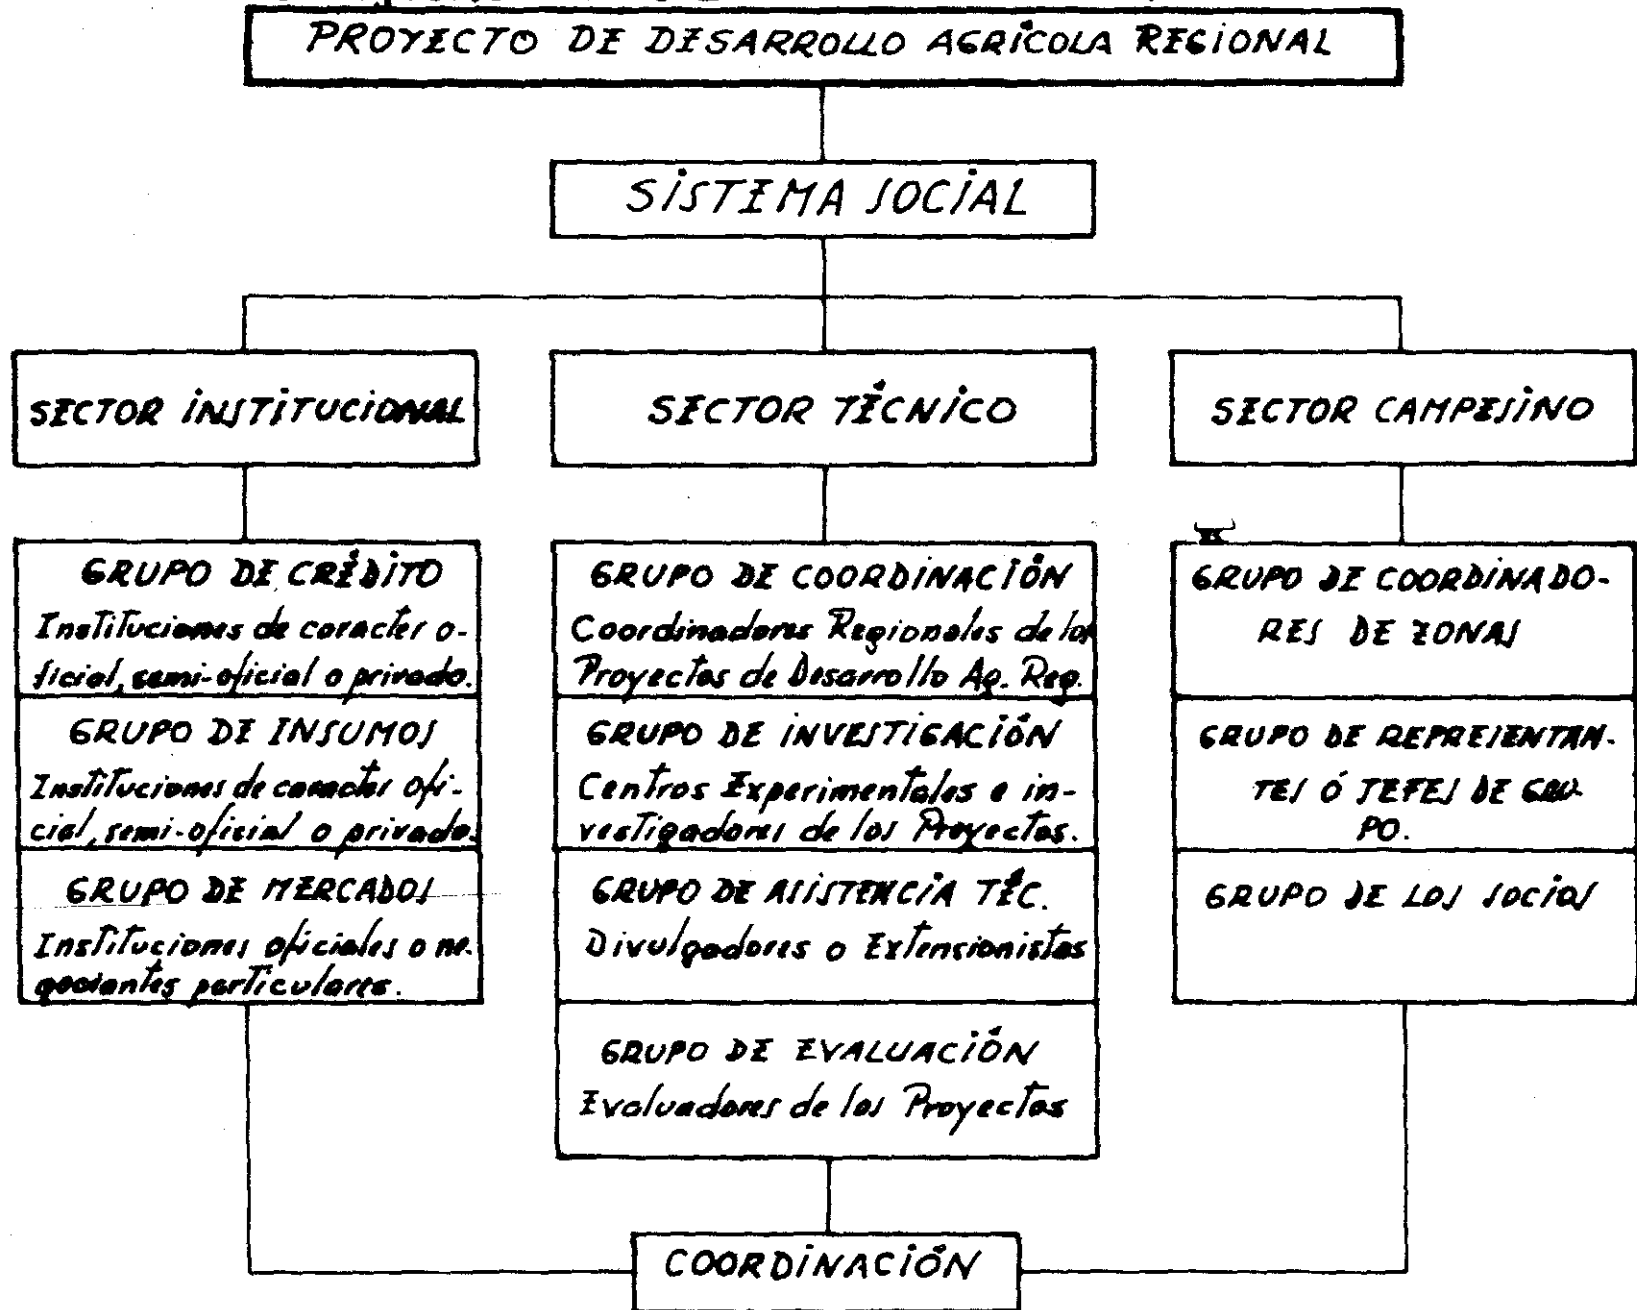 PROYECTO DE DESARROLLO AGRÍCOLA REGIONAL
SISTEMA SOCIAL
SECTOR INSTITUCIONAL
SECTOR TÉCNICO
SECTOR CAMPESINO
GRUPO DE CRÉDITO
Instituciones de caracter o-
ficial, semi-oficial o privado.
GRUPO DE INSUMOS
Instituciones de caracter ofi-
cial, semi-oficial o privado.
GRUPO DE MERCADOS
Instituciones oficiales o ne-
gociantes particulares.
GRUPO DE COORDINACIÓN
Coordinadores Regionales de los
Proyectos de Desarrollo Ag. Reg.
GRUPO DE INVESTIGACIÓN
Centros Experimentales e in-
vestigadores de los Proyectos.
GRUPO DE ASISTENCIA TÉC.
Divulgadores o Extensionistas
GRUPO DE EVALUACIÓN
Evaluadores de los Proyectos
GRUPO DE COORDINADO-
RES DE ZONAS
GRUPO DE REPRESENTAN-
TES Ó JEFES DE GRU-
PO.
GRUPO DE LOS SOCIOS
COORDINACIÓN